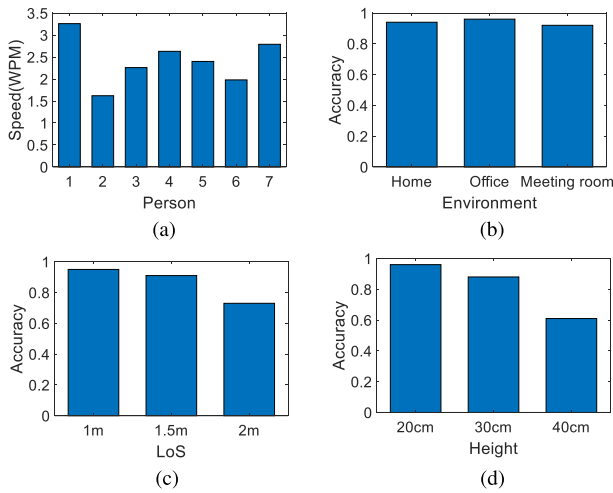 3.5
3
2.5
2
1.5
1
0.5
0
Speed(WPM)
1 2 3 4 5 6 7
Person
(a)
1
0.8
0.6
0.4
0.2
0
Accuracy
Home Office Meeting room
Environment
(b)
1
0.8
0.6
0.4
0.2
0
Accuracy
1m 1.5m 2m
LoS
(c)
1
0.8
0.6
0.4
0.2
0
Accuracy
20cm 30cm 40cm
Height
(d)